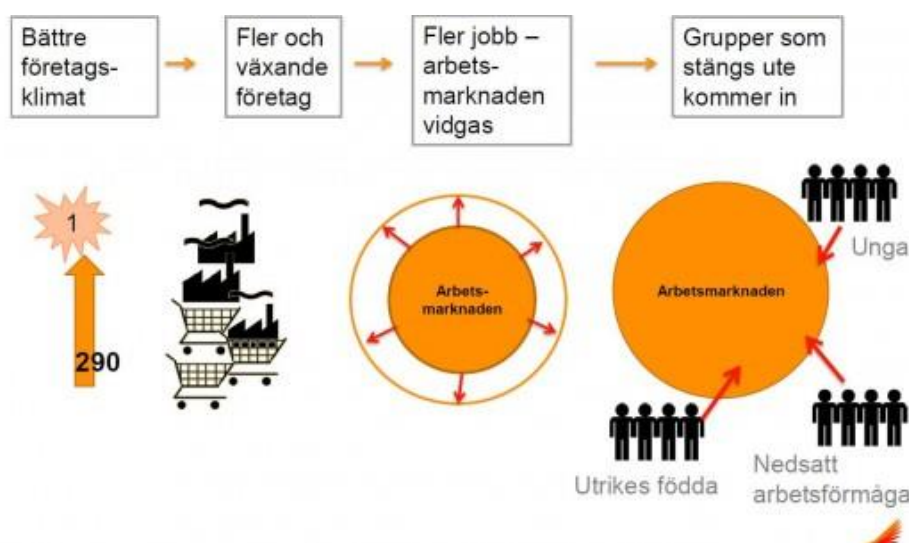 Bättre
företags-
klimat
Fler och
växande
företag
Fler jobb –
arbets-
marknaden
vidgas
Grupper som
stängs ute
kommer in
1
290
Arbets-
marknaden
Arbetsmarknaden
Unga
Utrikes födda
Nedsatt
arbetsförmåga